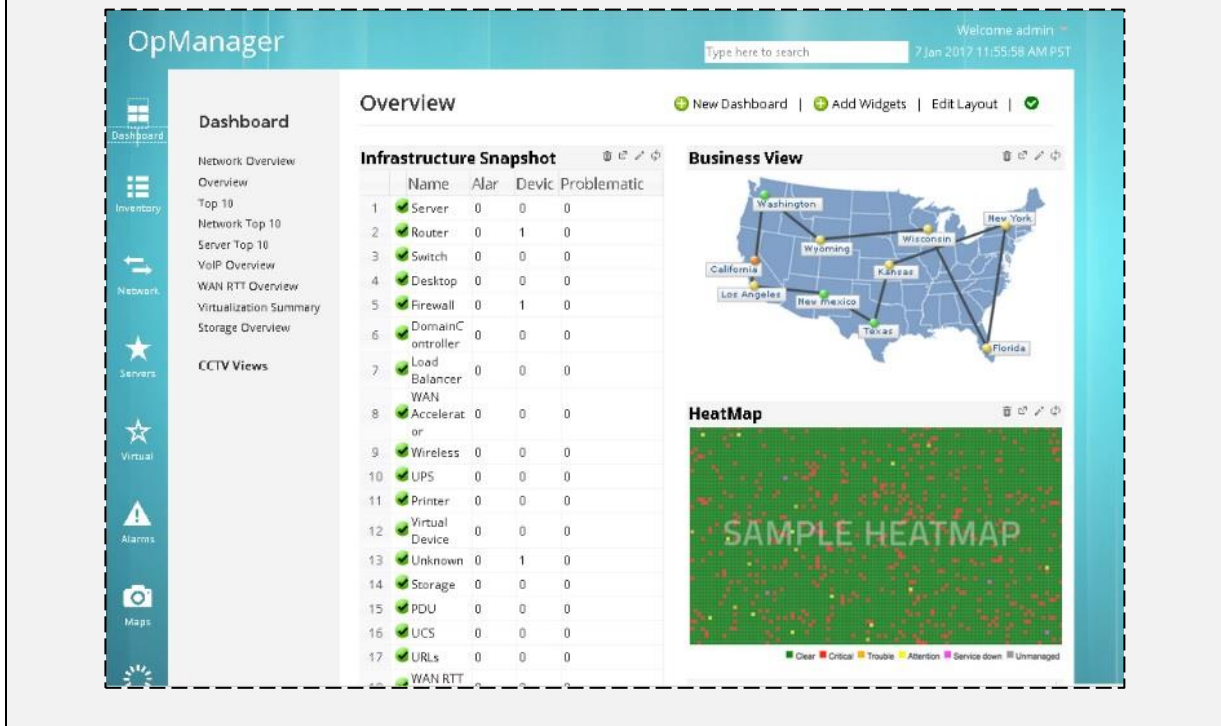 OpManager
Welcome admin
Type here to search
7 Jan 2017 11:55:58 AM PST
Dashboard
Inventory
Network
Servers
Virtual
Alarms
Maps
Dashboard
Network Overview
Overview
Top 10
Network Top 10
Server Top 10
VoIP Overview
WAN RTT Overview
Virtualization Summary
Storage Overview
CCTV Views
Overview
New Dashboard | Add Widgets | Edit Layout |
Infrastructure Snapshot
Name Alar Devic Problematic
1 Server 0 0 0
2 Router 0 1 0
3 Switch 0 0 0
4 Desktop 0 0 0
5 Firewall 0 1 0
6 DomainC
ontroller 0 0 0
7 Load
Balancer 0 0 0
8 WAN
Accelerat 0 0 0
or
9 Wireless 0 0 0
10 UPS 0 0 0
11 Printer 0 0 0
12 Virtual
Device 0 0 0
13 Unknown 0 1 0
14 Storage 0 0 0
15 PDU 0 0 0
16 UCS 0 0 0
17 URLs 0 0 0
WAN RTT
Business View
Washington
New York
Wisconsin
Wyoming
California
Kansas
Los Angeles
New mexico
Texas
Florida
HeatMap
SAMPLE HEATMAP
Clear Critical Trouble Attention Service down Unmanaged